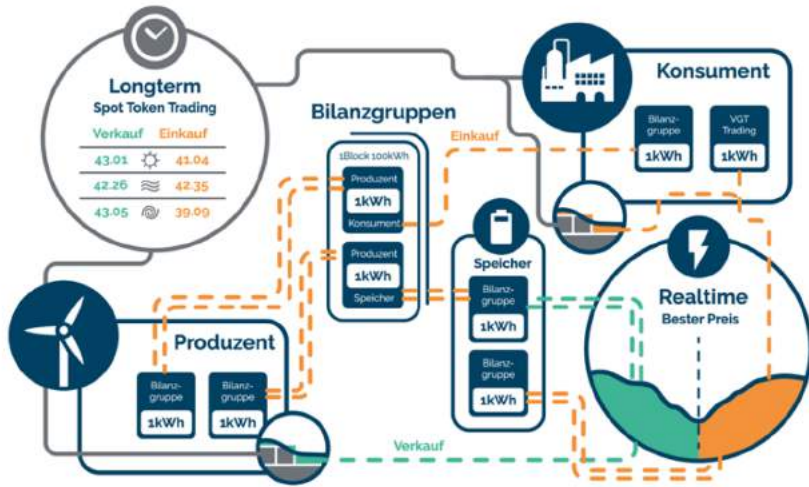 Longterm
Spot Token Trading
Verkauf Einkauf
43.01 41.04
42.26 42.35
43.05 39.09
Bilanzgruppen
1Block 100kWh
Produzent
1kWh
Konsument
Produzent
1kWh
Speicher
Einkauf
Konsument
Bilanz-
gruppe
1kWh
VGT
Trading
1kWh
Speicher
Bilanz-
gruppe
1kWh
Bilanz-
gruppe
1kWh
Realtime
Bester Preis
Produzent
Bilanz-
gruppe
1kWh
Bilanz-
gruppe
1kWh
Verkauf